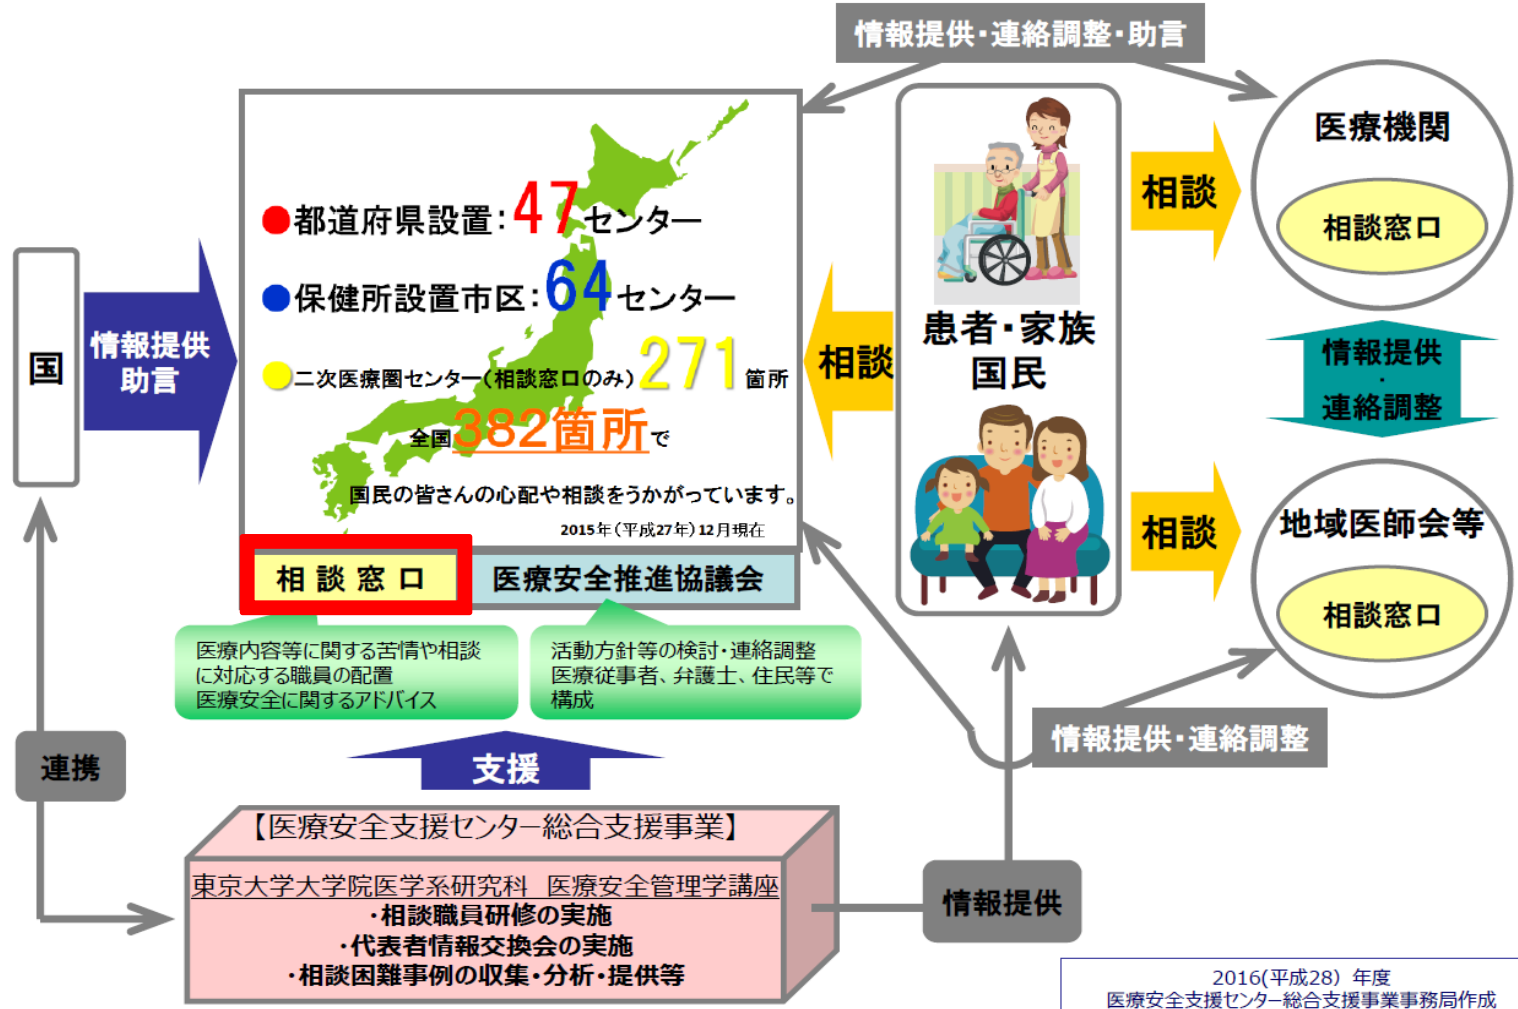 情報提供・連絡調整・助言
医療機関
相談窓口
相談
●都道府県設置：47センター
●保健所設置市区：64センター
●二次医療圏センター（相談窓口のみ）271箇所
全国382箇所で
国民の皆さんの心配や相談をうかがっています。
2015年（平成27年）12月現在
国
情報提供
助言
相談
患者・家族
国民
情報提供
・
連絡調整
相談
地域医師会等
相談窓口
相談窓口
医療安全推進協議会
医療内容等に関する苦情や相談
に対応する職員の配置
医療安全に関するアドバイス
活動方針等の検討・連絡調整
医療従事者、弁護士、住民等で
構成
情報提供・連絡調整
連携
支援
【医療安全支援センター総合支援事業】
東京大学大学院医学系研究科　医療安全管理学講座
・相談職員研修の実施
・代表者情報交換会の実施
・相談困難事例の収集・分析・提供等
情報提供
2016(平成28）年度
医療安全支援センター総合支援事業事務局作成